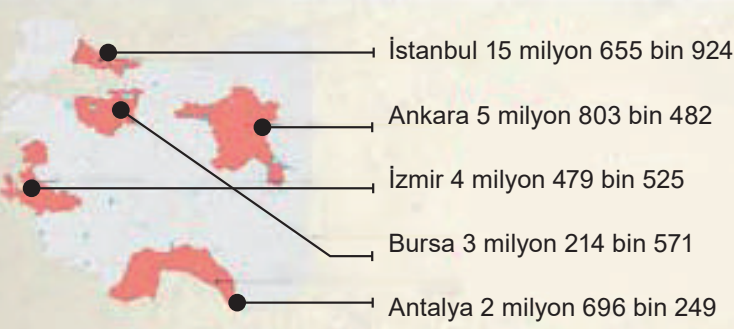 İstanbul 15 milyon 655 bin 924
Ankara 5 milyon 803 bin 482
İzmir 4 milyon 479 bin 525
Bursa 3 milyon 214 bin 571
Antalya 2 milyon 696 bin 249